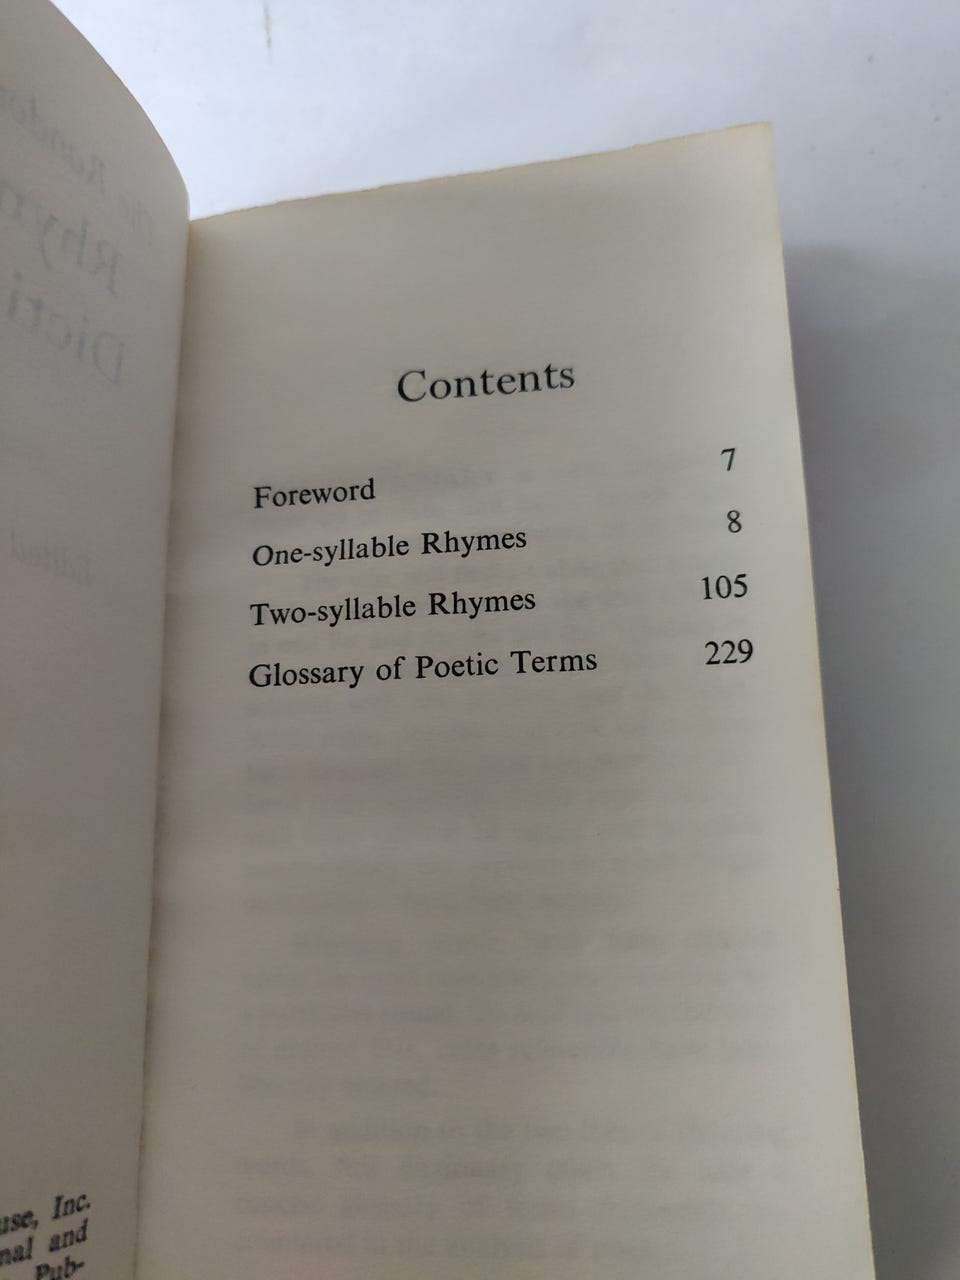 use, Inc.
nal and
Pub-
Contents
Foreword 7
One-syllable Rhymes 8
Two-syllable Rhymes 105
Glossary of Poetic Terms 229